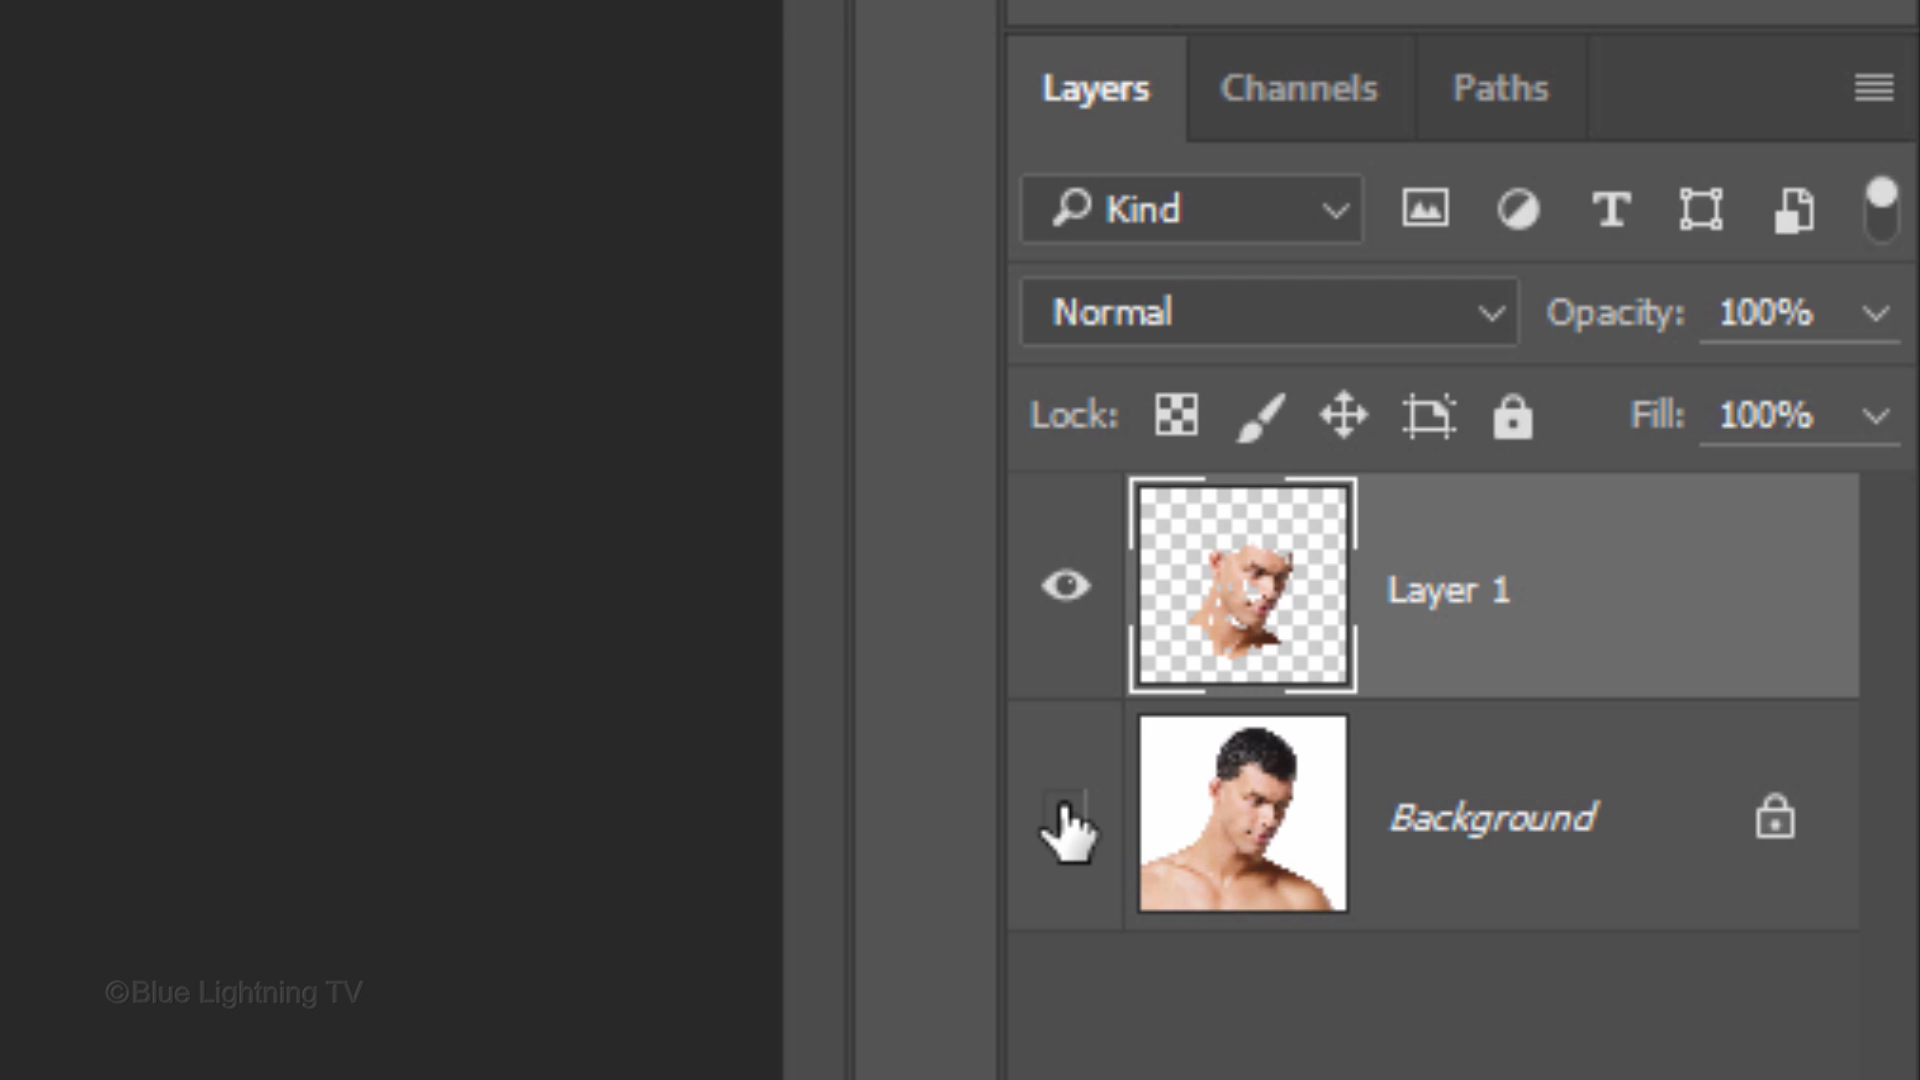 Layers Channels Paths
Kind
Normal Opacity: 100%
Lock: Fill: 100%
Layer 1
Background
©Blue Lightning TV